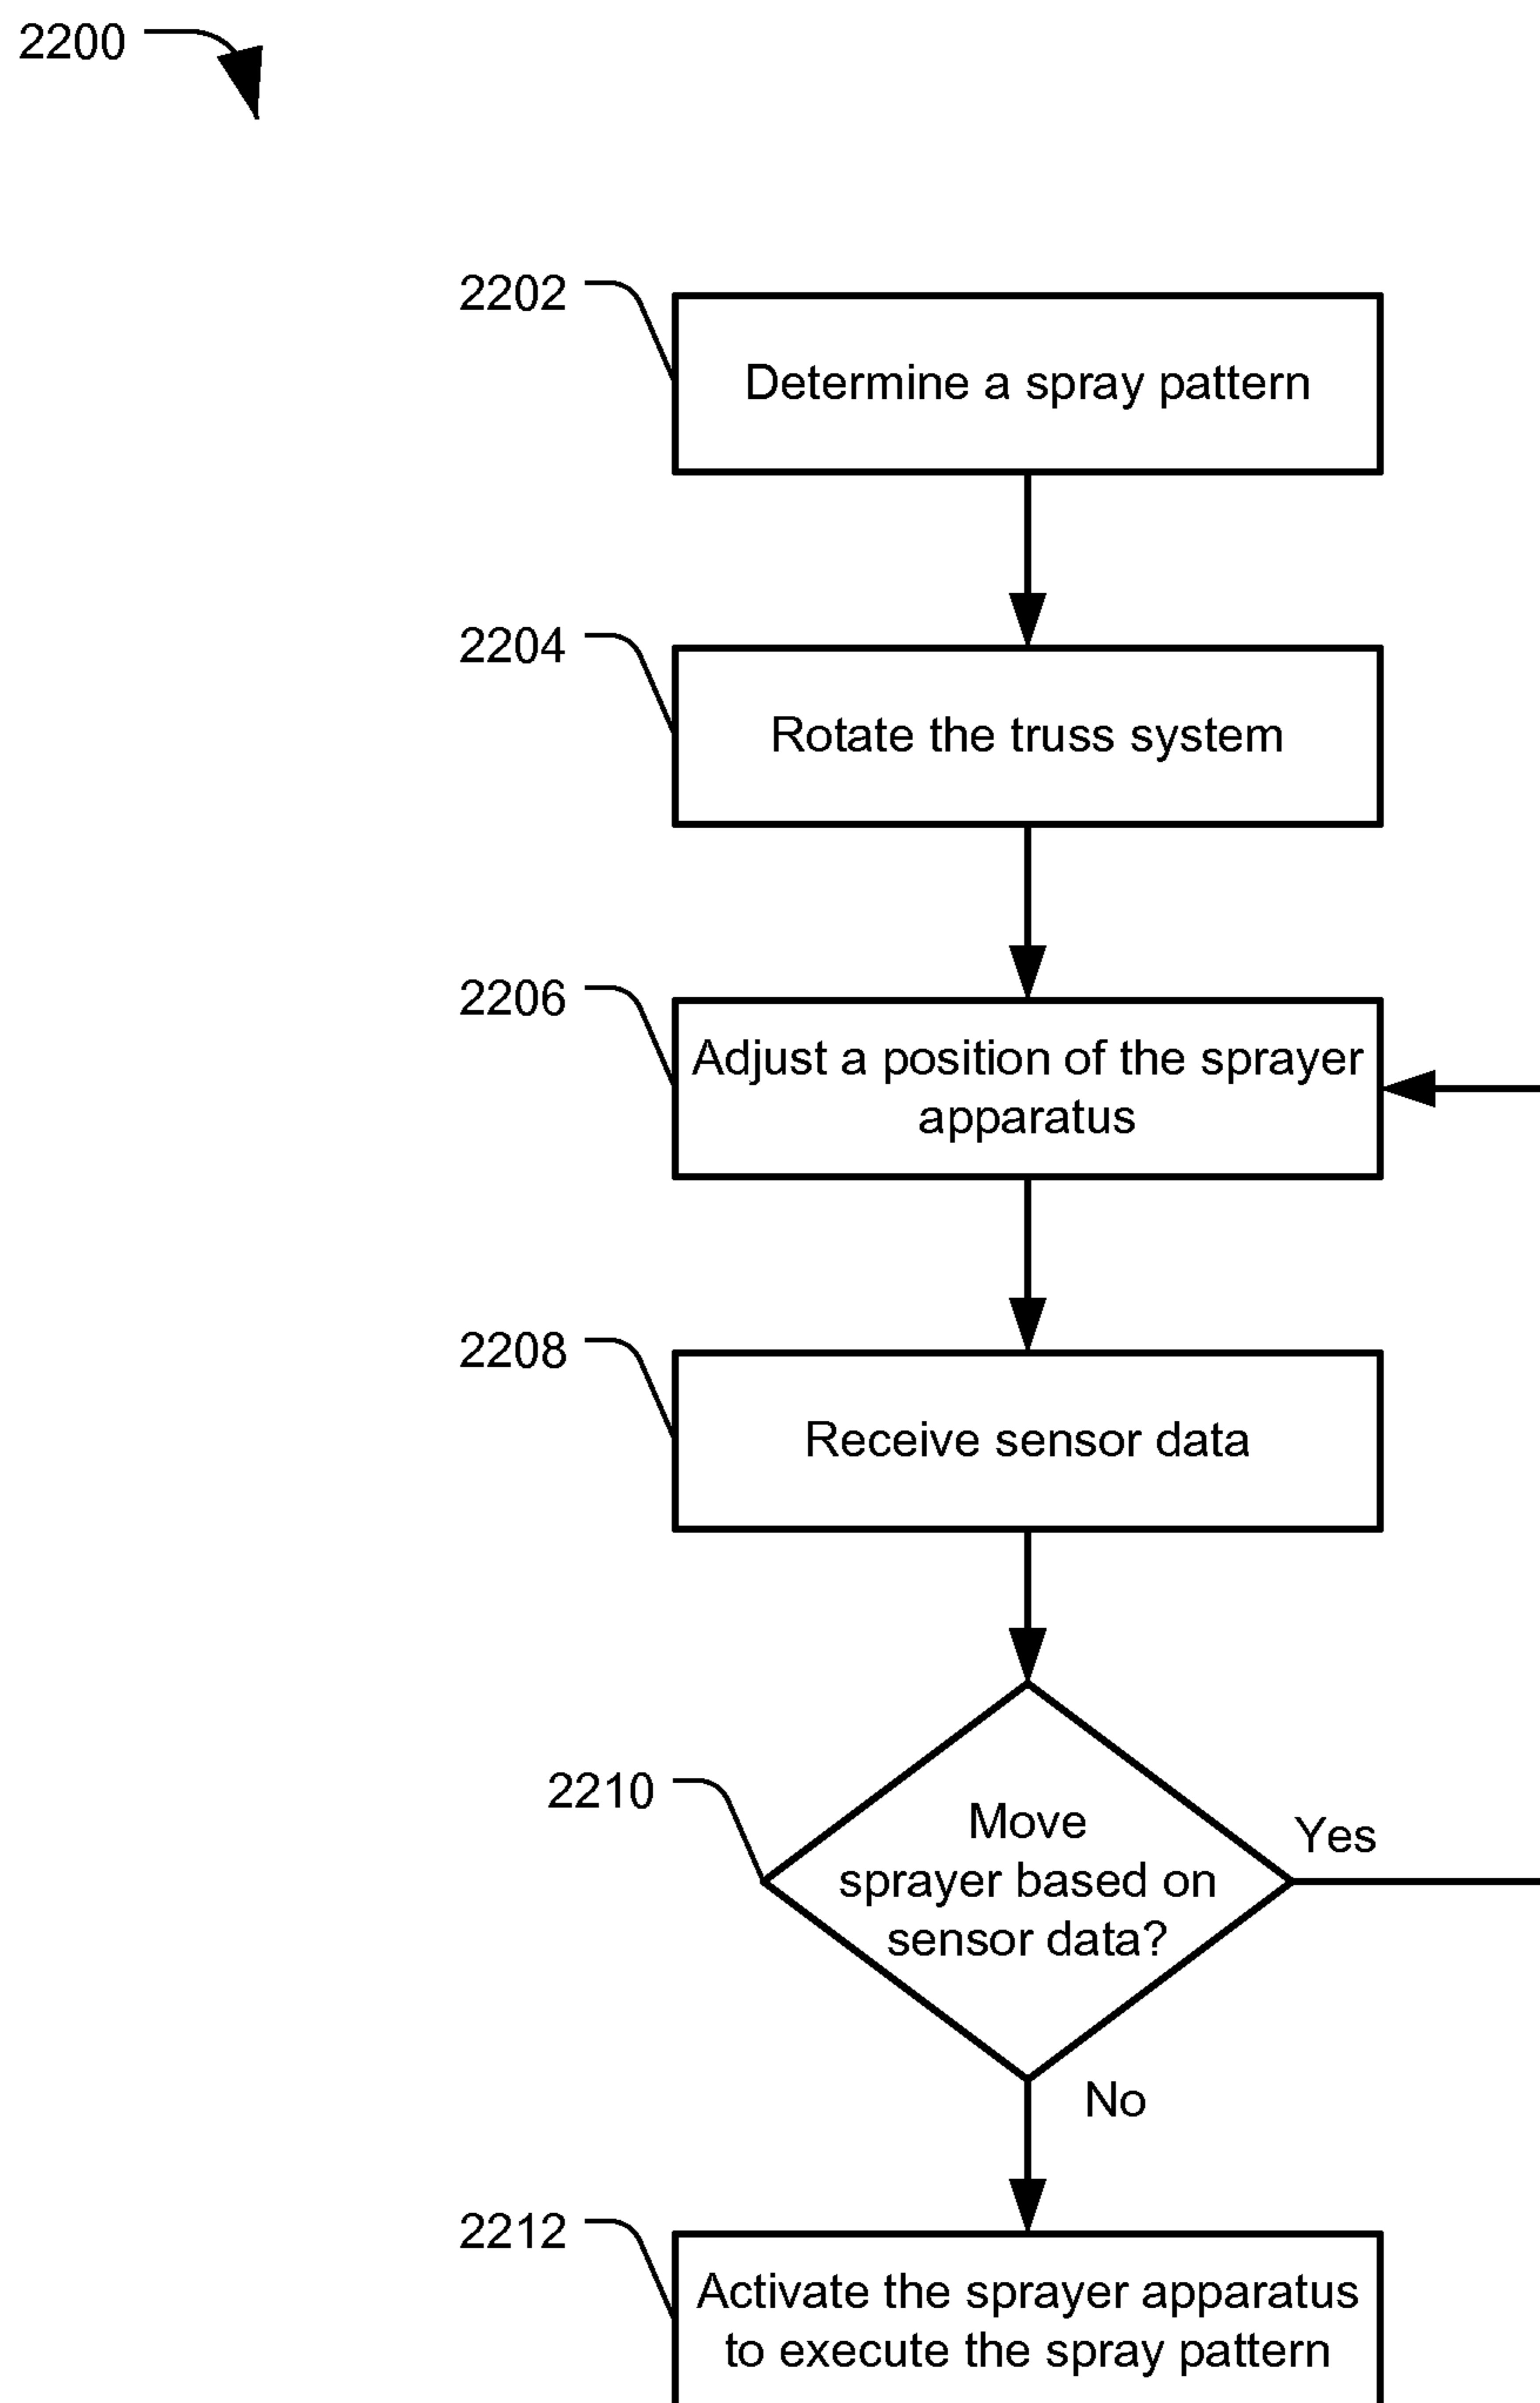 2200
2202
Determine a spray pattern
2204
Rotate the truss system
2206
Adjust a position of the sprayer
apparatus
2208
Receive sensor data
2210
Move
sprayer based on
sensor data?
Yes
No
2212
Activate the sprayer apparatus
to execute the spray pattern